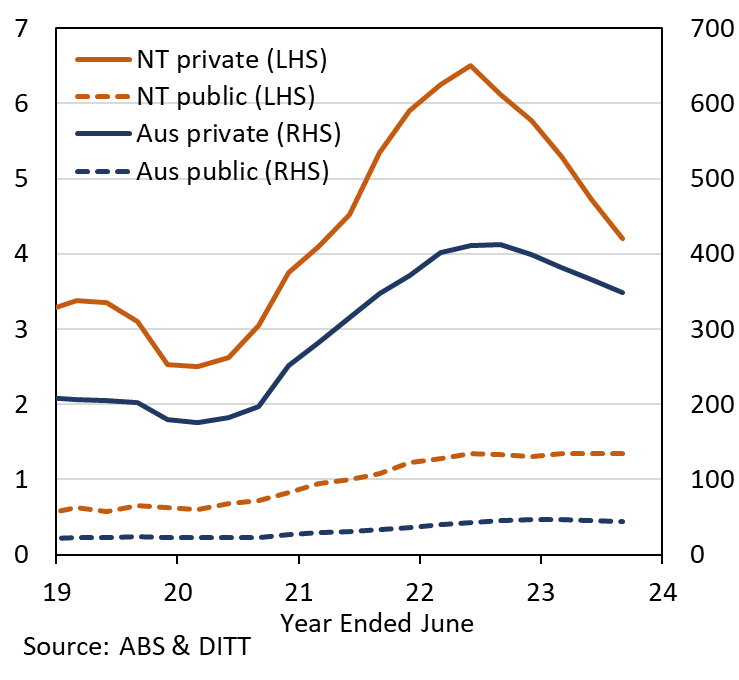 7 700
NT private (LHS)
6 NT public (LHS) 600
Aus private (RHS)
5 Aus public (RHS) 500
4 400
3 300
2 200
1 100
0 0
19 20 21 22 23 24
Year Ended June
Source: ABS & DITT